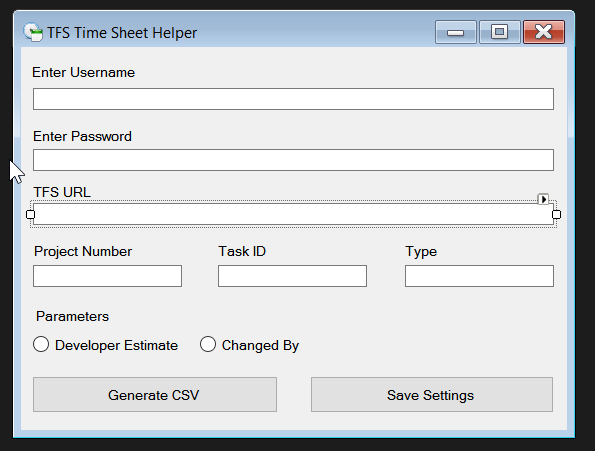 TFS Time Sheet Helper
Enter Username
Enter Password
TFS URL
Project Number Task ID Type
Parameters
Developer Estimate Changed By
Generate CSV Save Settings